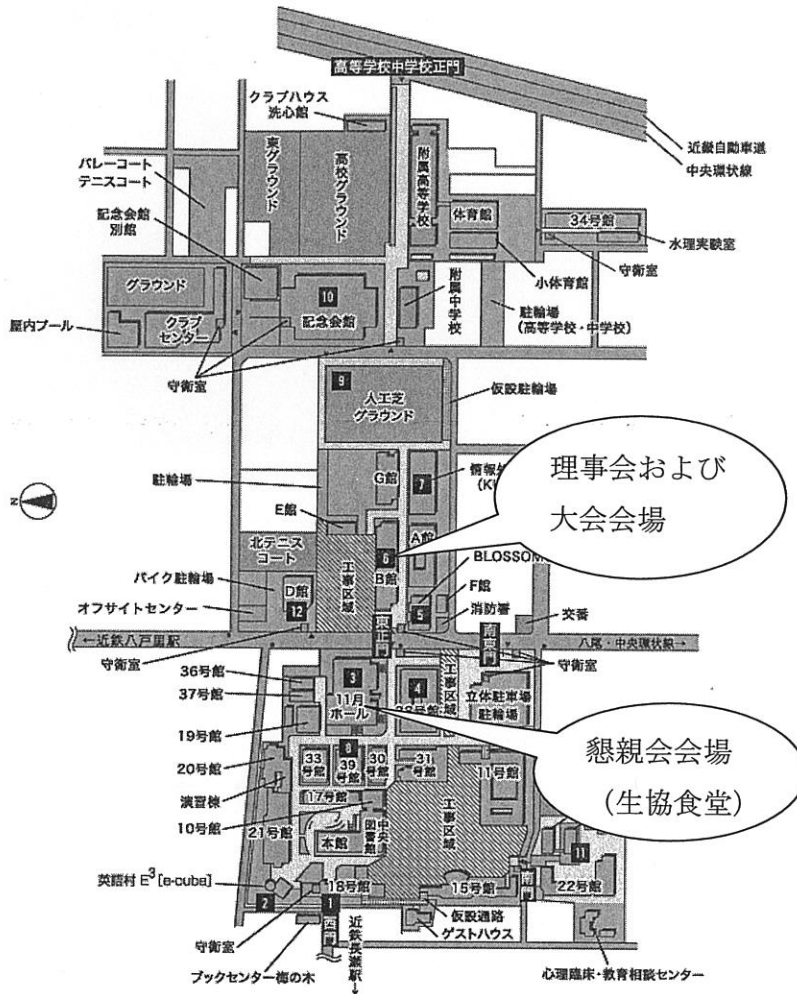 高等学校中学校正門
クラブハウス
洗心館
近畿自動車道
中央環状線
バレーコート
テニスコート
東グラウンド
高校グラウンド
附属高等学校
体育館
34号館
水理実験室
守衛室
記念会館
別館
小体育館
グラウンド
10
記念会館
附属中学校
駐輪場
(高等学校・中学校)
屋内プール
クラブ
センター
守衛室
9
人工芝
グラウンド
仮設駐輪場
理事会および
大会会場
駐輪場
G館
7
E館
A館
北テニス
コート
6
B館
BLOSSOM
バイク駐輪場
D館
12
工事区域
F館
5
消防署
オフサイトセンター
交番
←近鉄八戸里駅
東正門
八尾・中央環状線→
守衛室
守衛室
36号館
37号館
3
11月
ホール
4
工事区域
立体駐車場
駐輪場
19号館
懇親会会場
(生協食堂)
20号館
8
33号館
39号館
30号館
31号館
11号館
演習棟
17号館
10号館
21号館
本館
中央図書館
工事区域
11
英語村 E³[e-cube]
18号館
15号館
22号館
2
1
守衛室
西門
仮設通路
ゲストハウス
ブックセンター梅の木
近鉄長瀬駅→
心理臨床・教育相談センター